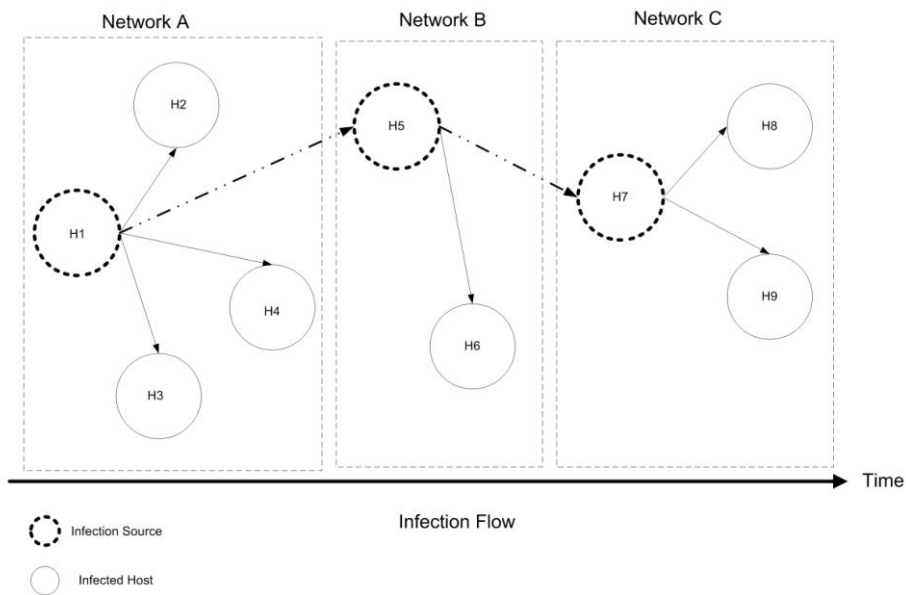 Network A
Network B
Network C
H2
H5
H8
H7
H1
H4
H9
H6
H3
Time
Infection Flow
Infection Source
Infected Host